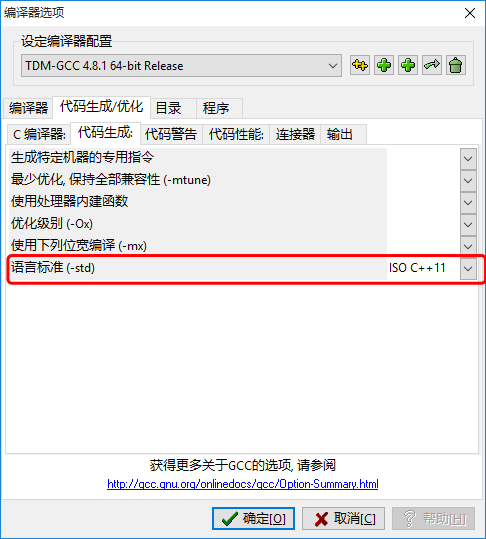 编译器选项
设定编译器配置
TDM-GCC 4.8.1 64-bit Release
编译器 代码生成/优化 目录 程序
C 编译器: 代码生成: 代码警告 代码性能: 连接器 输出
生成特定机器的专用指令
最少优化, 保持全部兼容性 (-mtune)
使用处理器内建函数
优化级别 (-Ox)
使用下列位宽编译 (-mx)
语言标准 (-std) ISO C++11
获得更多关于GCC的选项, 请参阅
http://gcc.gnu.org/onlinedocs/gcc/Option-Summary.html
确定[O] 取消[C] 帮助[H]